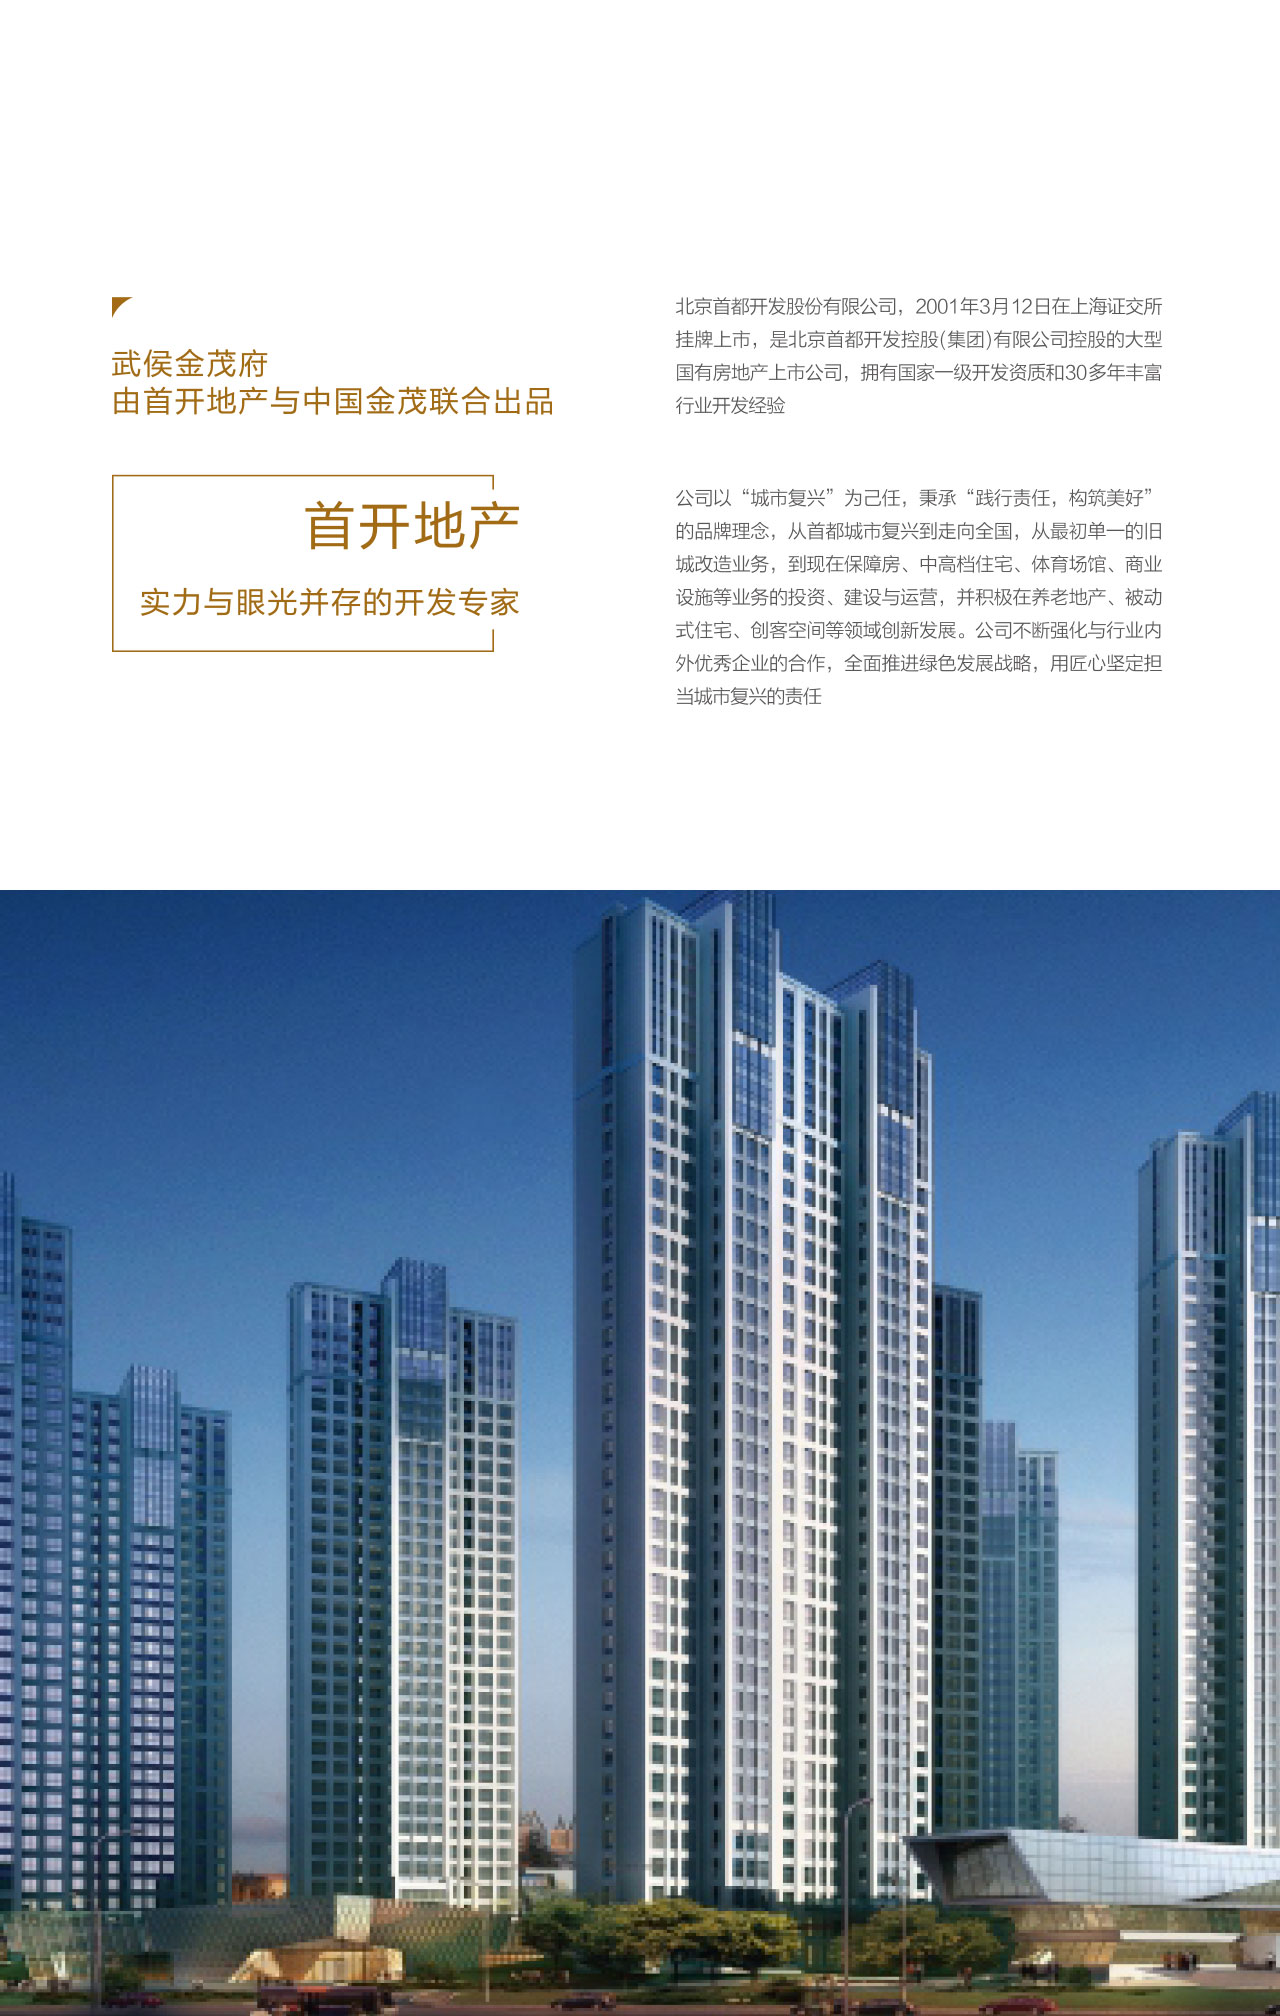 武侯金茂府
由首开地产与中国金茂联合出品
首开地产
实力与眼光并存的开发专家
北京首都开发股份有限公司，2001年3月12日在上海证交所
挂牌上市，是北京首都开发控股(集团)有限公司控股的大型
国有房地产上市公司，拥有国家一级开发资质和30多年丰富
行业开发经验
公司以“城市复兴”为己任，秉承“践行责任，构筑美好”
的品牌理念，从首都城市复兴到走向全国，从最初单一的旧
城改造业务，到现在保障房、中高档住宅、体育场馆、商业
设施等业务的投资、建设与运营，并积极在养老地产、被动
式住宅、创客空间等领域创新发展。公司不断强化与行业内
外优秀企业的合作，全面推进绿色发展战略，用匠心坚定担
当城市复兴的责任